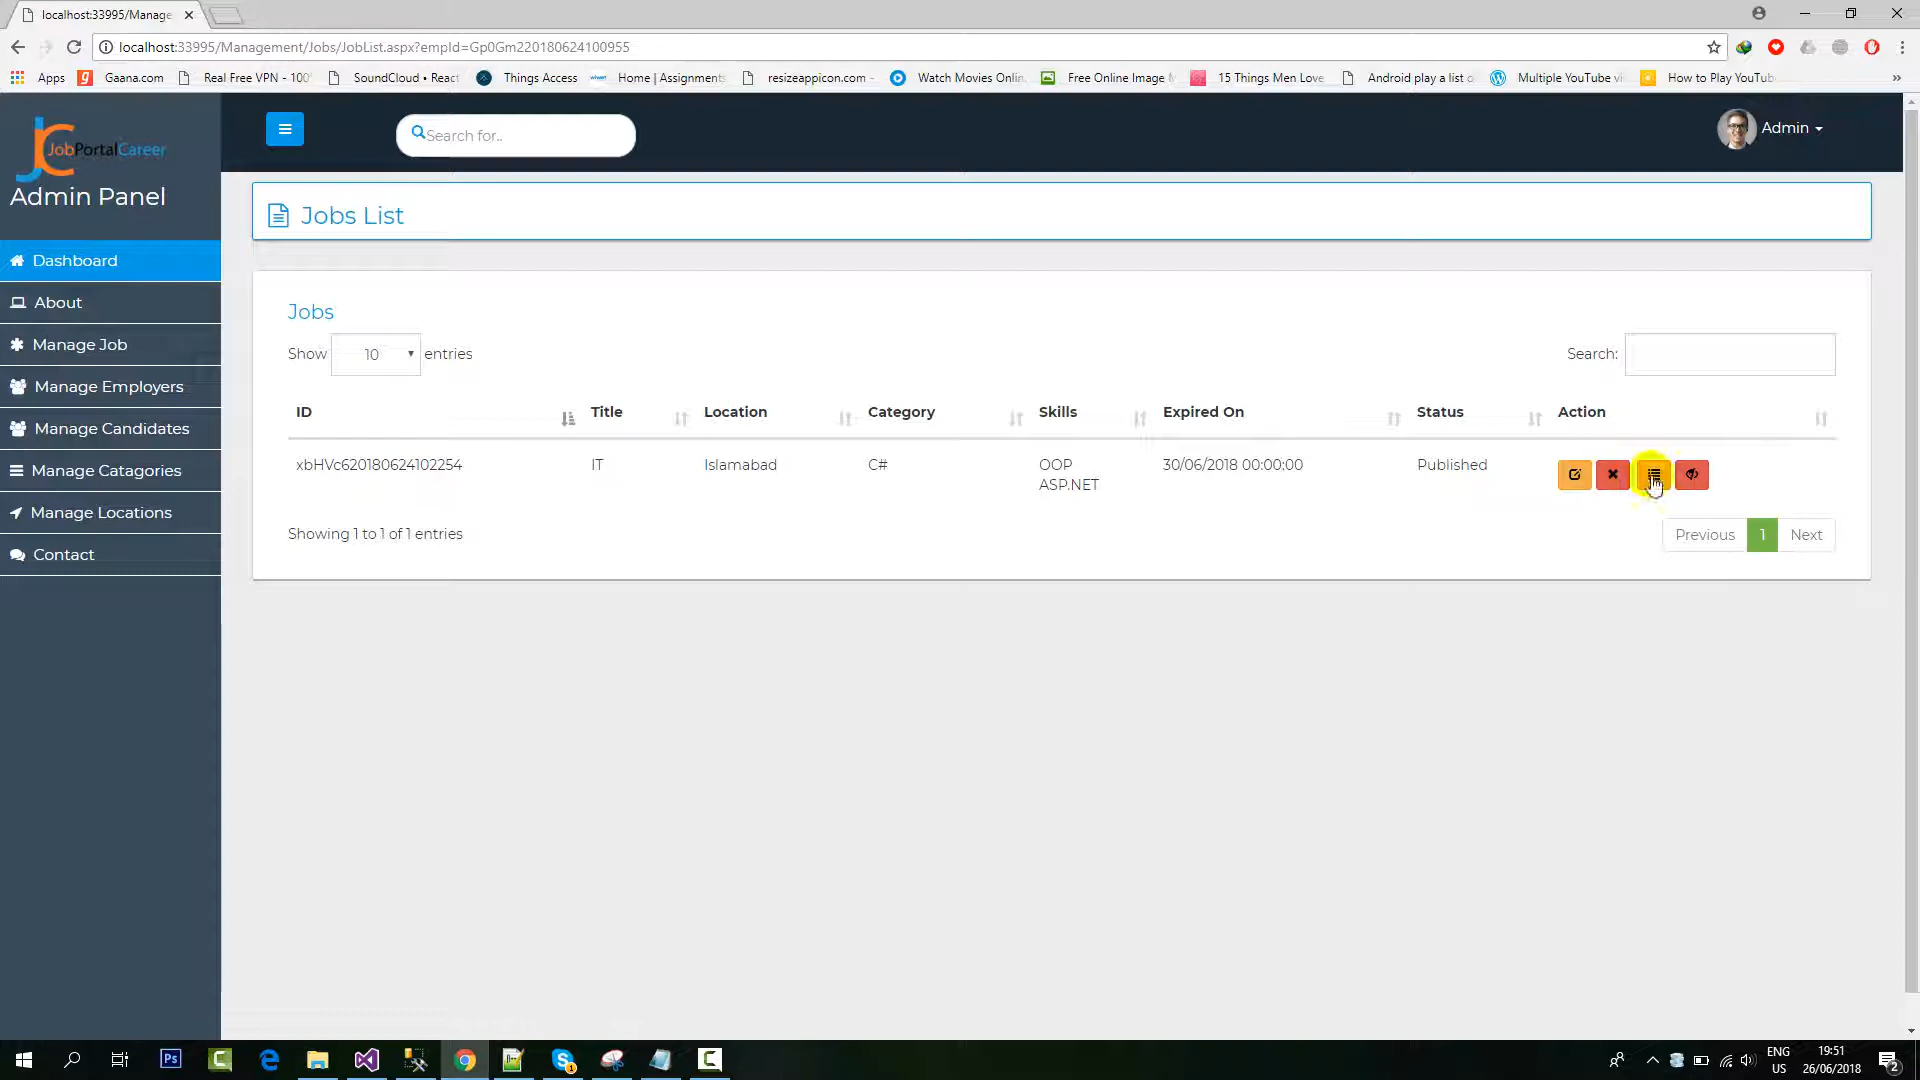 localhost:33995/Manage
localhost:33995/Management/Jobs/JobList.aspx?empId=Gp0Gm220180624100955
Apps Gaana.com Real Free VPN - 100 SoundCloud • React Things Access Home | Assignments resizeappicon.com - Watch Movies Onlin Free Online Image 15 Things Men Love Android play a list o Multiple YouTube vi How to Play YouTub »
JobPortalCareer
Admin Panel
Search for..
Admin
Jobs List
Dashboard
About
Manage Job
Manage Employers
Manage Candidates
Manage Catagories
Manage Locations
Contact
Jobs
Show 10 entries
Search:
ID Title Location Category Skills Expired On Status Action
xbHVc620180624102254 IT Islamabad C# OOP 30/06/2018 00:00:00 Published
ASP.NET
Showing 1 to 1 of 1 entries
Previous 1 Next
Ps
ENG
US
19:51
26/06/2018
2